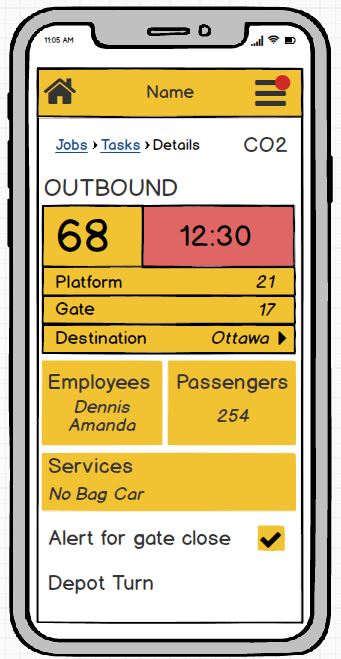 11:05 AM
Name
Jobs › Tasks › Details CO2
OUTBOUND
68 12:30
Platform 21
Gate 17
Destination Ottawa
Employees
Dennis
Amanda
Passengers
254
Services
No Bag Car
Alert for gate close
Depot Turn